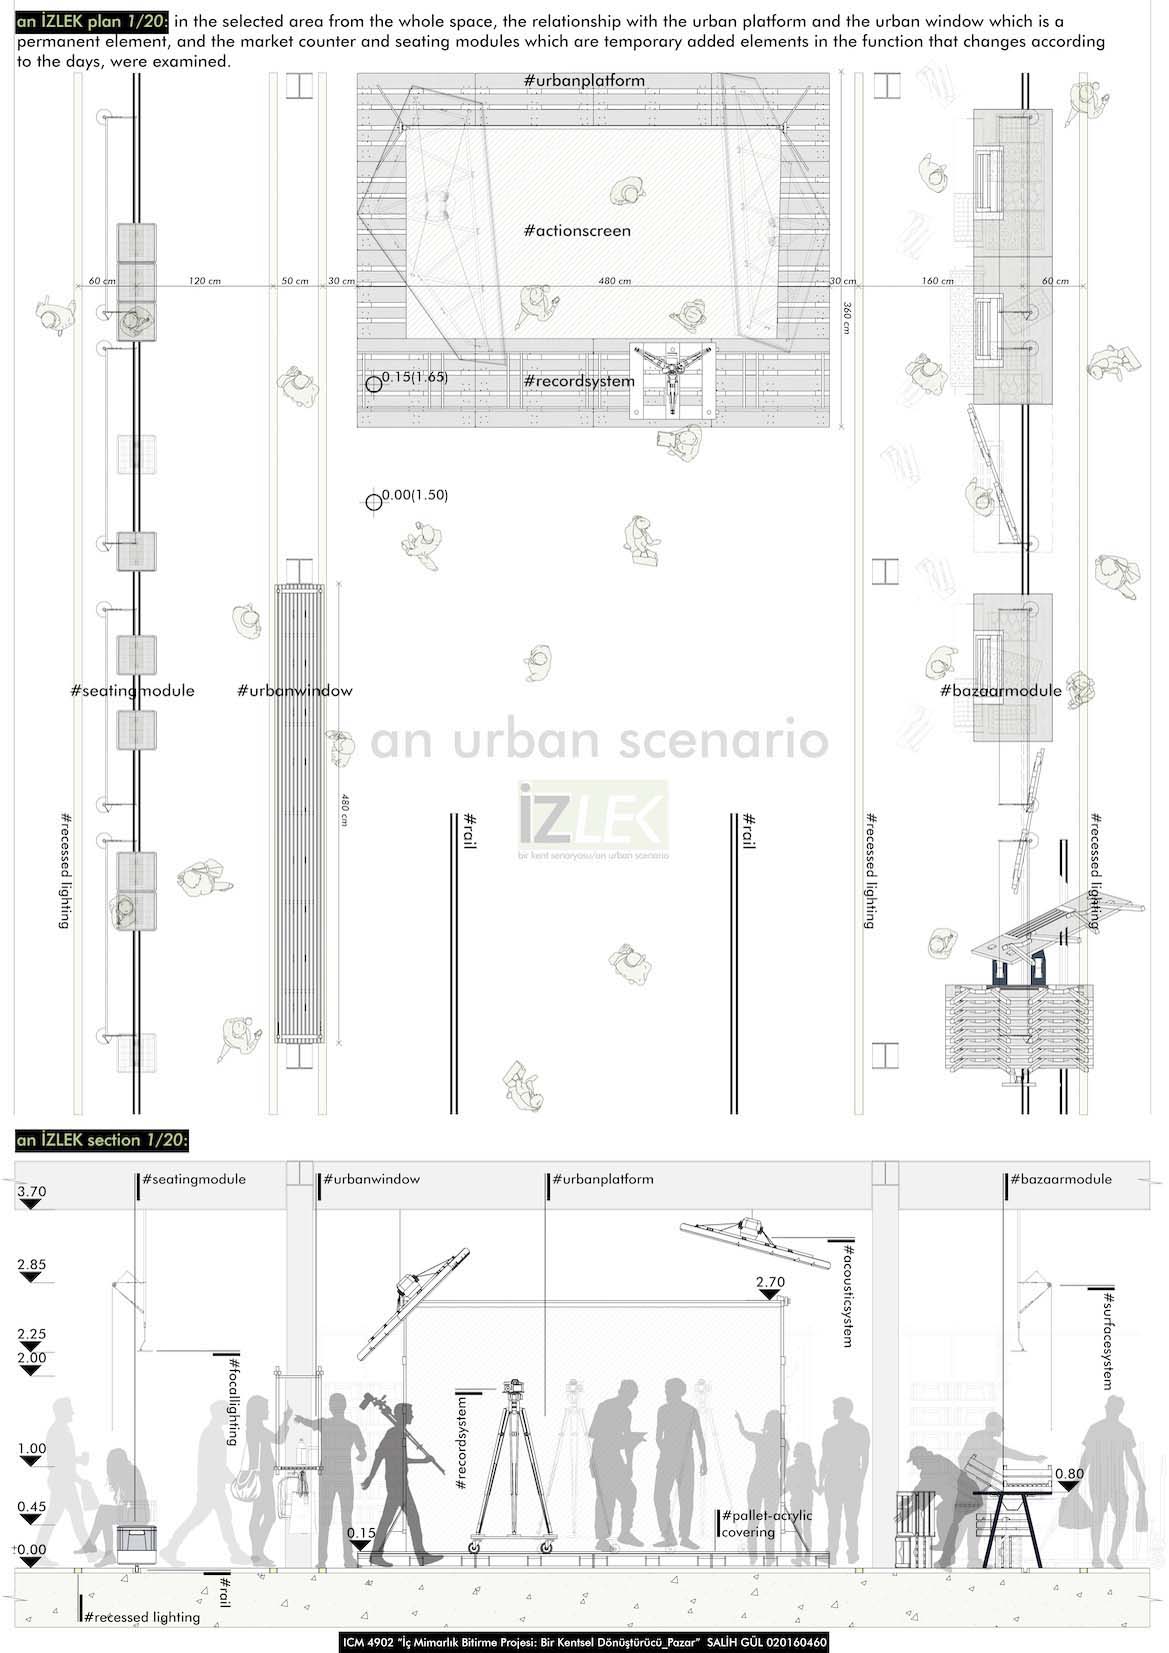 an İZLEK plan 1/20: in the selected area from the whole space, the relationship with the urban platform and the urban window which is a
permanent element, and the market counter and seating modules which are temporary added elements in the function that changes according
to the days, were examined.
#urbanplatform
#actionscreen
60 cm
120 cm
50 cm
30 cm
480 cm
30 cm
160 cm
60 cm
360 cm
0.15(1.65)
#recordsystem
0.00(1.50)
#seatingmodule
#urbanwindow
#bazaarmodule
an urban scenario
480 cm
İZLEK
bir kent senaryosu/an urban scenario
#recessed lighting
#rail
#rail
#recessed lighting
#recessed lighting
an İZLEK section 1/20:
#seatingmodule
#urbanwindow
#urbanplatform
#bazaarmodule
3.70
2.85
2.25
2.00
1.00
0.45
±0.00
2.70
#acousticsystem
#surfacesystem
#focallighting
#recordsystem
0.80
0.15
#pallet-acrylic
covering
#rail
#recessed lighting
ICM 4902 "İç Mimarlık Bitirme Projesi: Bir Kentsel Dönüştürücü_Pazar" SALİH GÜL 020160460